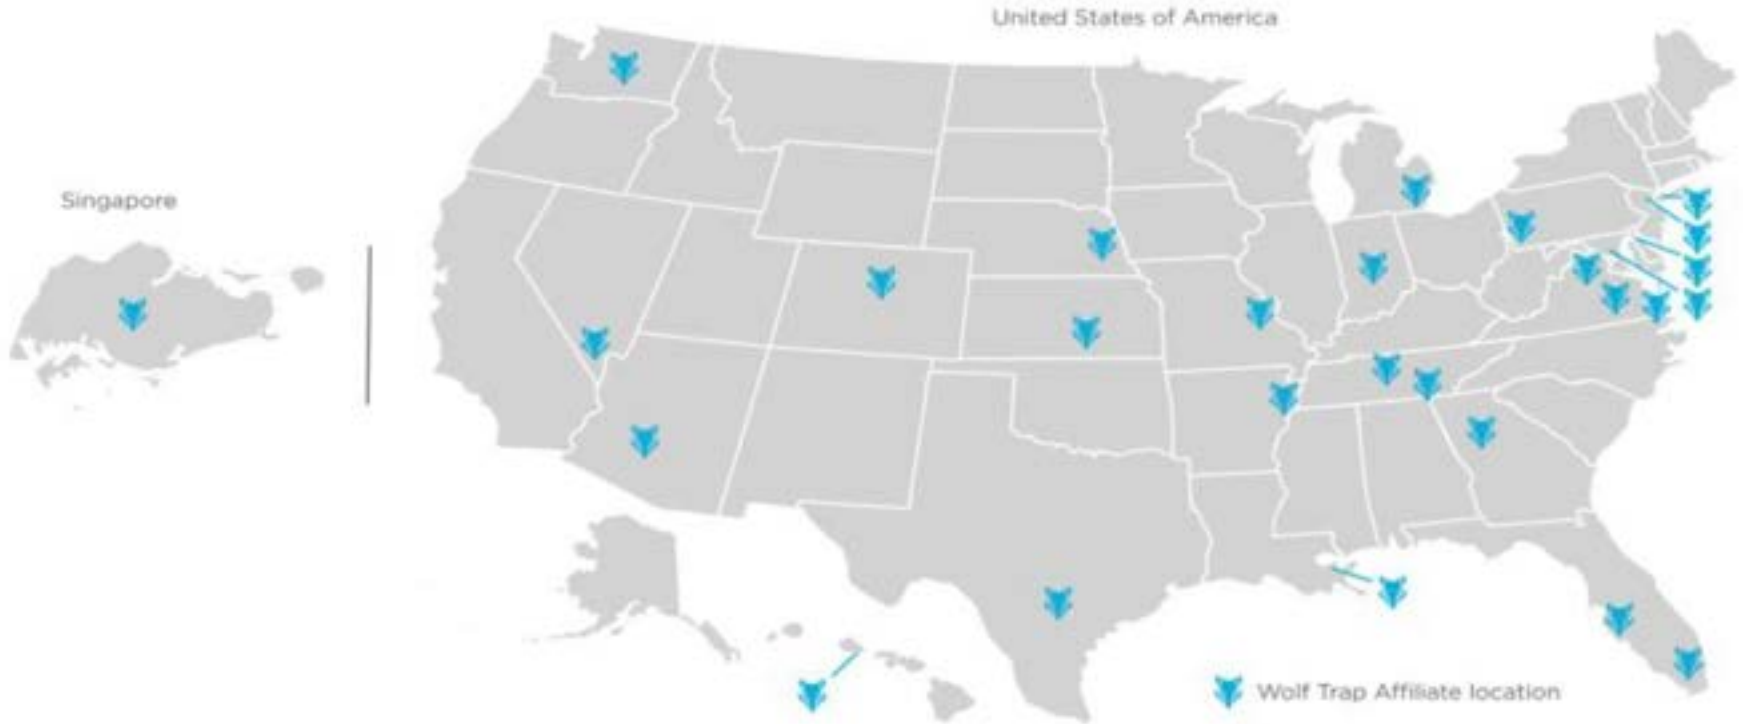 United States of America
Singapore
Wolf Trap Affiliate location